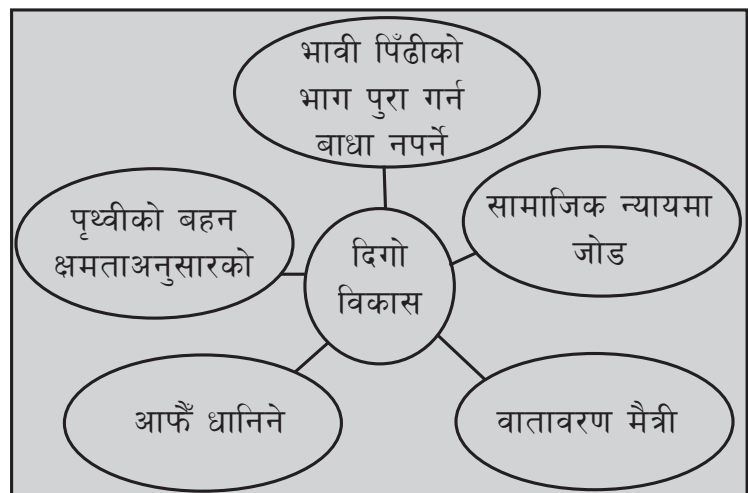 भावी पिँढीको
भाग पुरा गर्न
बाधा नपर्ने
सामाजिक न्यायमा
जोड
पृथ्वीको बहन
क्षमताअनुसारको
दिगो
विकास
आफैँ धानिने
वातावरण मैत्री